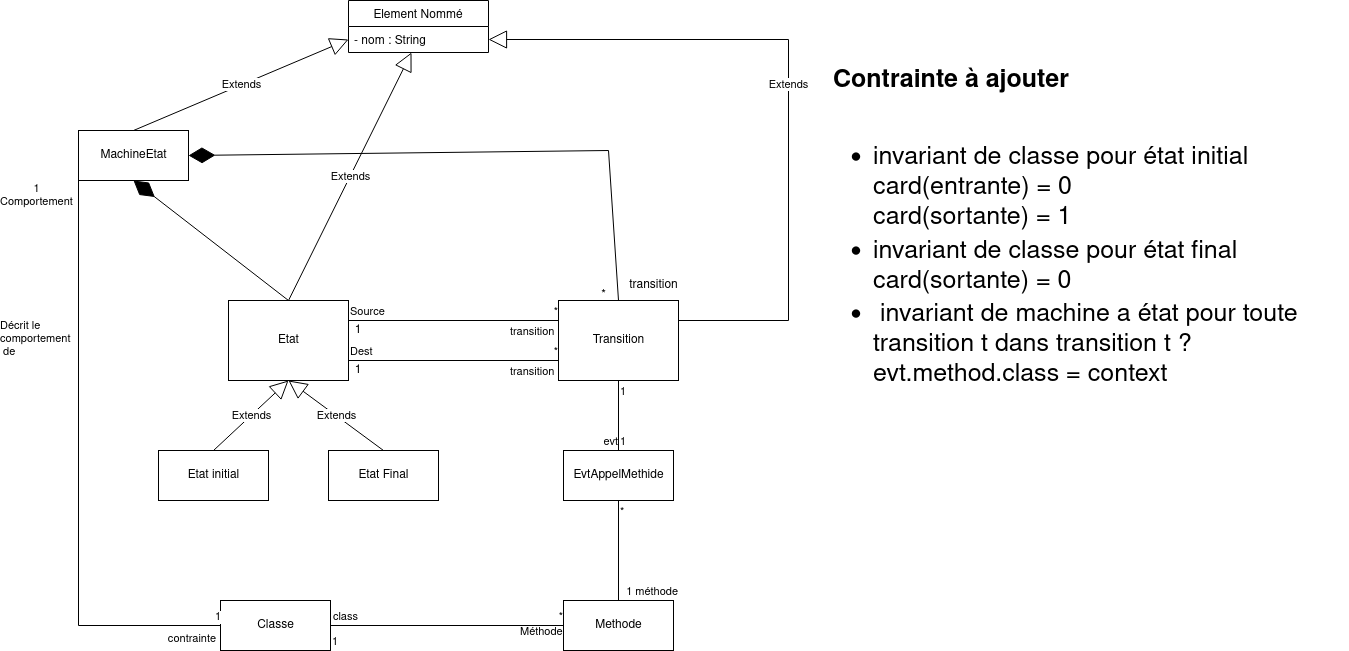 Element Nommé
- nom : String
Extends
Extends
Extends
MachineEtat
1
Comportement
Décrit le
comportement
de
Etat
Source
1
*
transition
Dest
1
*
transition
*
transition
Transition
Extends
Extends
Etat initial
Etat Final
1
evt 1
EvtAppelMethide
*
1 méthode
Methode
1
contrainte
Classe
class
1
*
Méthode
Contrainte à ajouter
• invariant de classe pour état initial
card(entrante) = 0
card(sortante) = 1
• invariant de classe pour état final
card(sortante) = 0
• invariant de machine a état pour toute
transition t dans transition t ?
evt.method.class = context